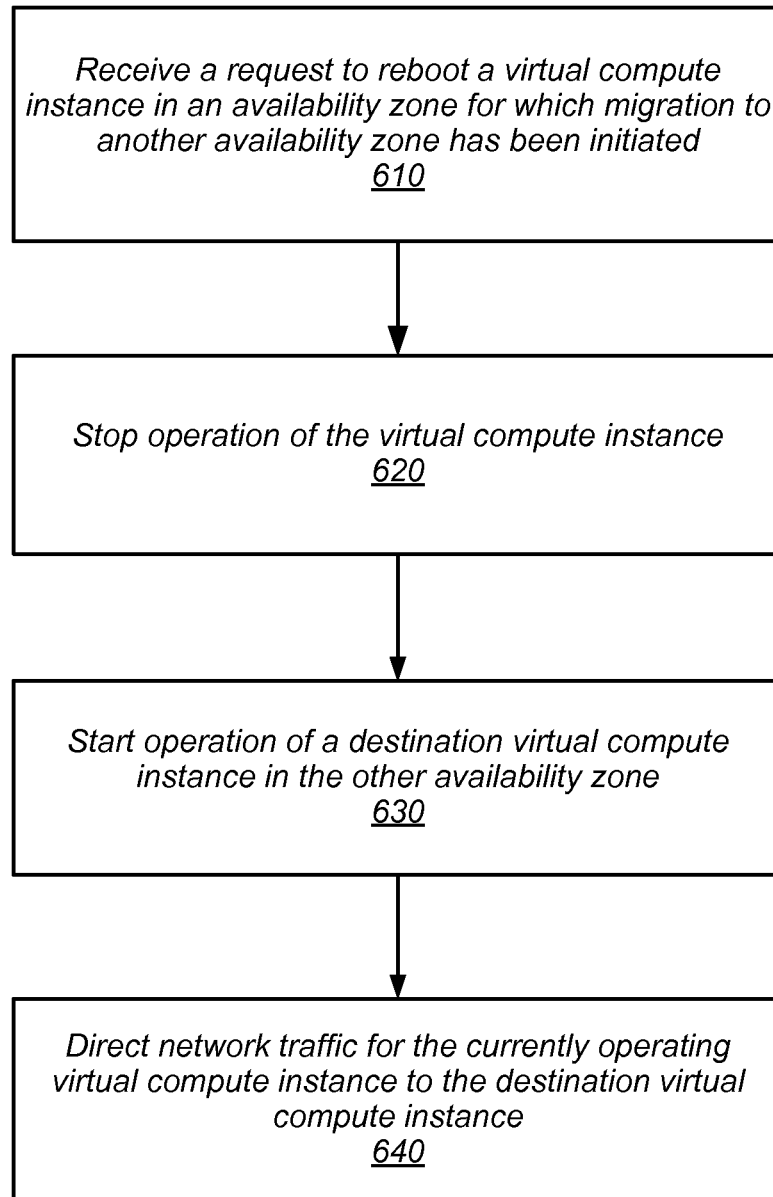 Receive a request to reboot a virtual compute
instance in an availability zone for which migration to
another availability zone has been initiated
610
Stop operation of the virtual compute instance
620
Start operation of a destination virtual compute
instance in the other availability zone
630
Direct network traffic for the currently operating
virtual compute instance to the destination virtual
compute instance
640